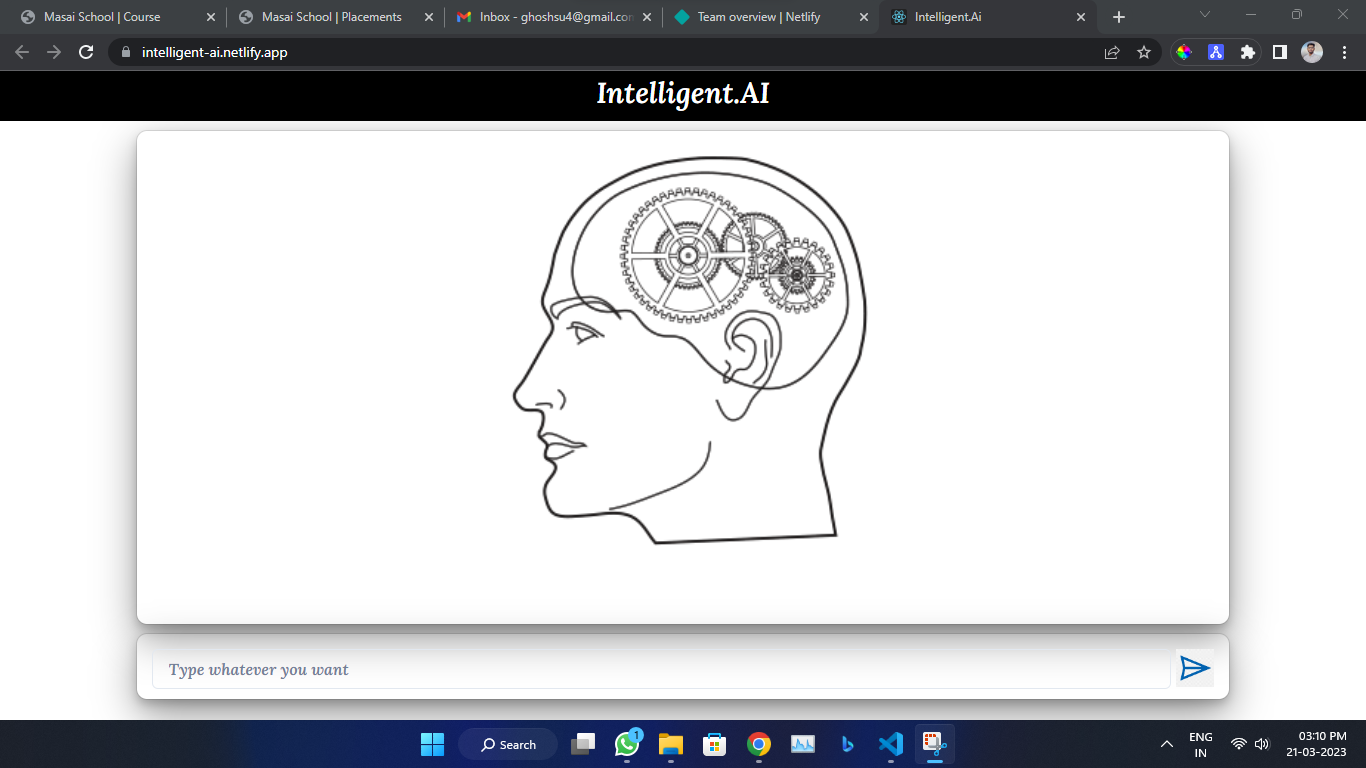 Masai School | Course
Masai School | Placements
Inbox - ghoshsu4@gmail.con
Team overview | Netlify
Intelligent.Ai
intelligent-ai.netlify.app
Intelligent.AI
Type whatever you want
Search
1
ENG
IN
03:10 PM
21-03-2023